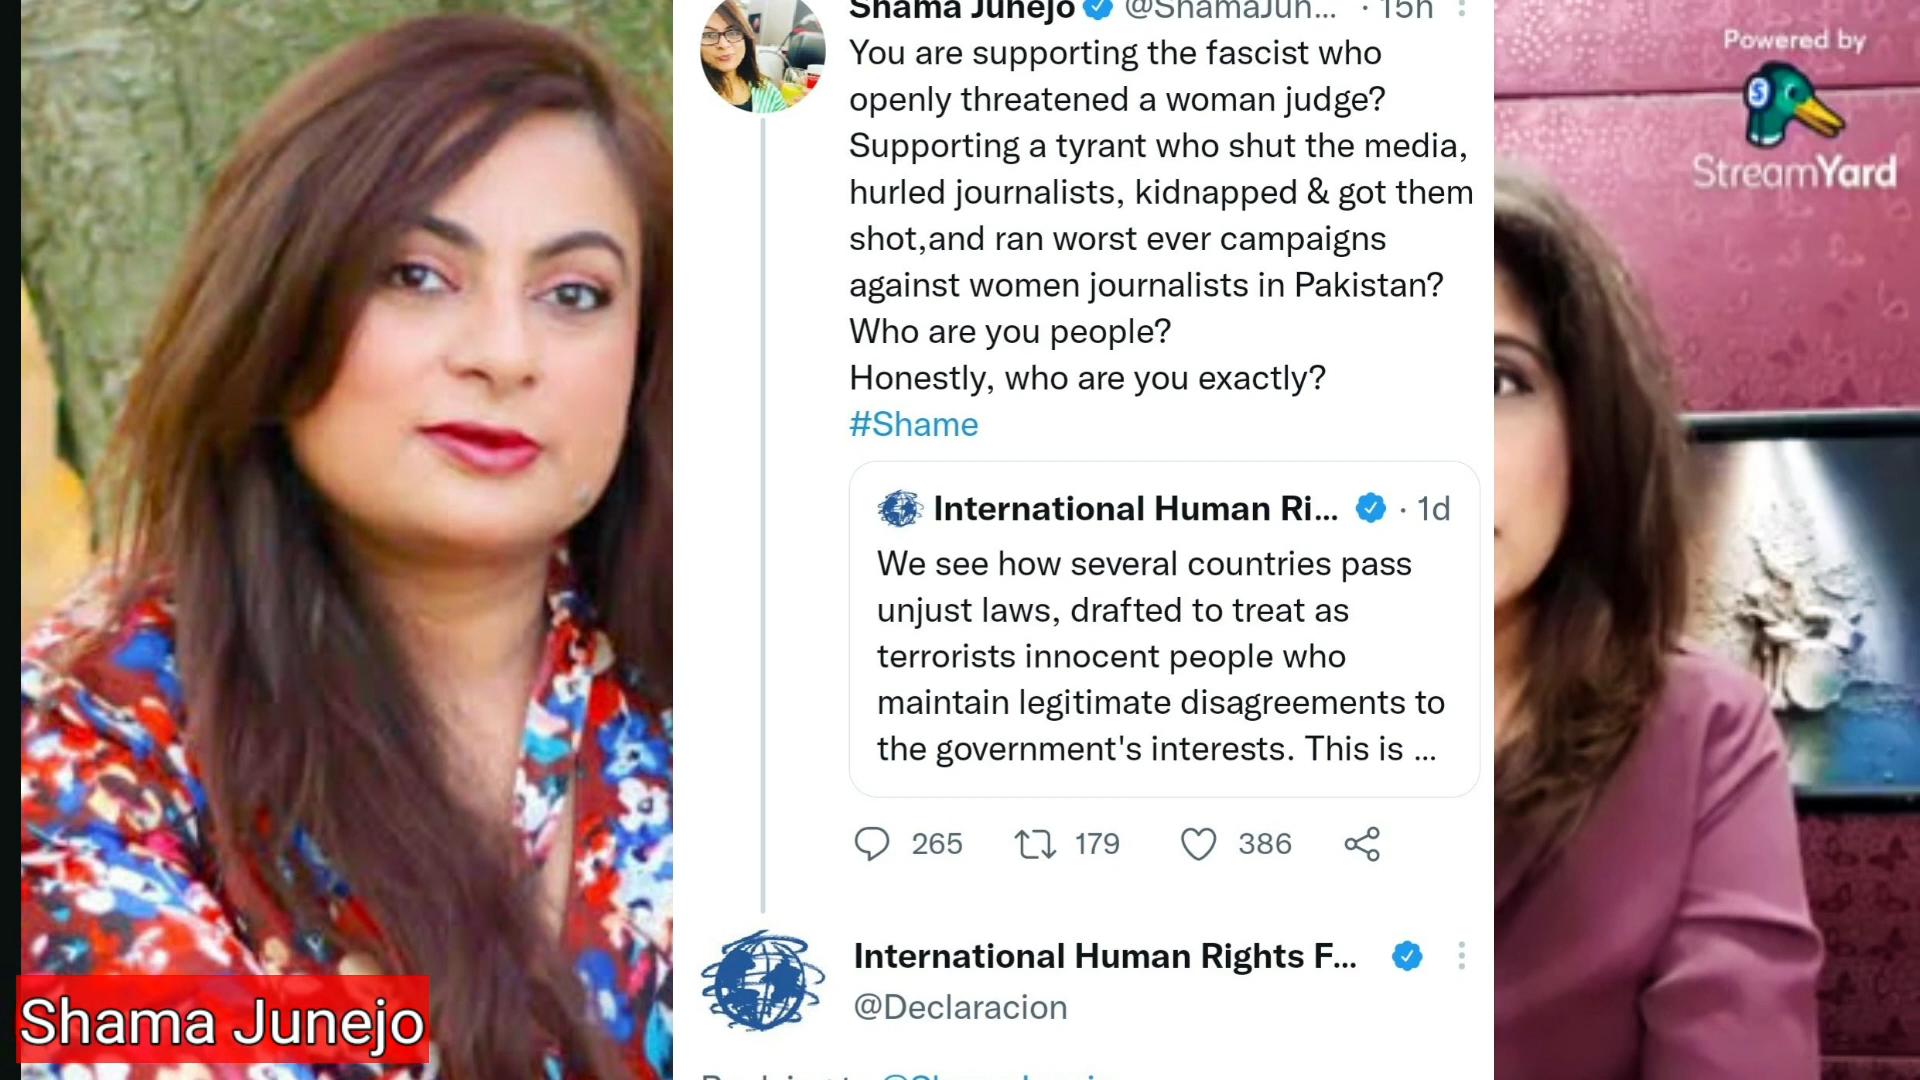 Shama Junejo @ShamaJun... · 15h
You are supporting the fascist who
openly threatened a woman judge?
Supporting a tyrant who shut the media,
hurled journalists, kidnapped & got them
shot,and ran worst ever campaigns
against women journalists in Pakistan?
Who are you people?
Honestly, who are you exactly?
#Shame
International Human Ri... · 1d
We see how several countries pass
unjust laws, drafted to treat as
terrorists innocent people who
maintain legitimate disagreements to
the government's interests. This is ...
265 179 386
International Human Rights F...
@Declaracion
Shama Junejo
Powered by
S
StreamYard